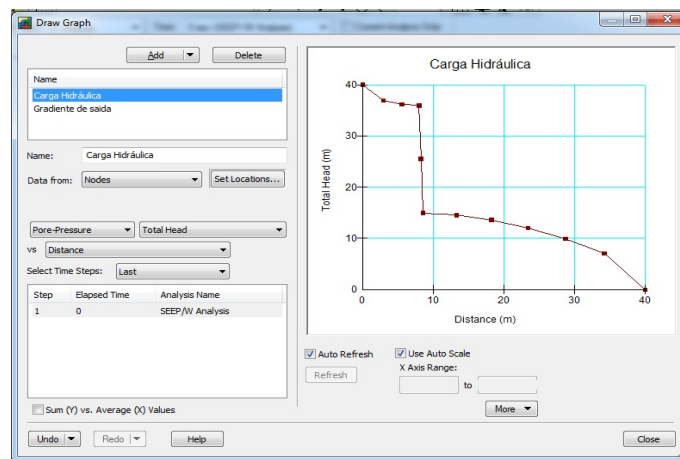 Draw Graph
Add
Delete
Name
Carga Hidráulica
Gradiente de saida
Name:
Carga Hidráulica
Data from:
Nodes
Set Locations...
Pore-Pressure
Total Head
vs
Distance
Select Time Steps:
Last
Step Elapsed Time Analysis Name
1 0 SEEP/W Analysis
Sum (Y) vs. Average (X) Values
Undo
Redo
Help
Carga Hidráulica
Total Head (m)
40
30
20
10
0
0 10 20 30 40
Distance (m)
Auto Refresh
Use Auto Scale
Refresh
X Axis Range:
to
More
Close